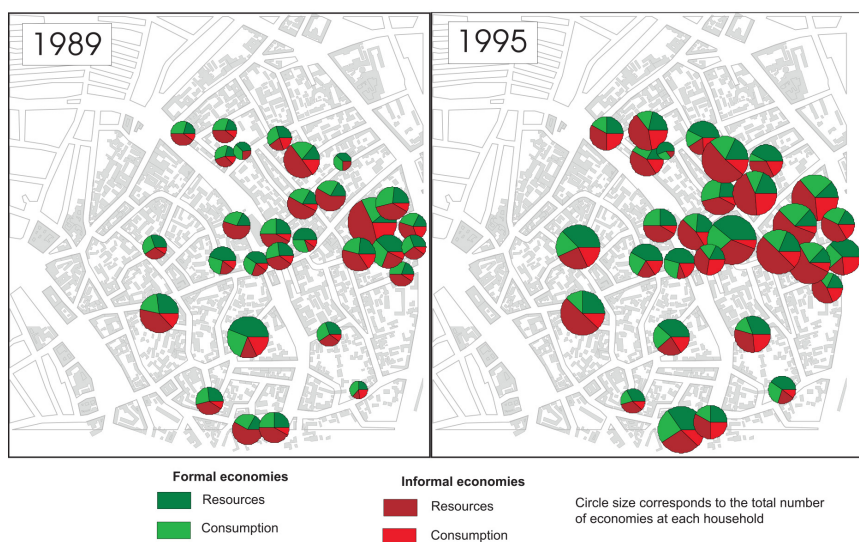 1989
1995
Formal economies
Resources
Consumption
Informal economies
Resources
Consumption
Circle size corresponds to the total number
of economies at each household